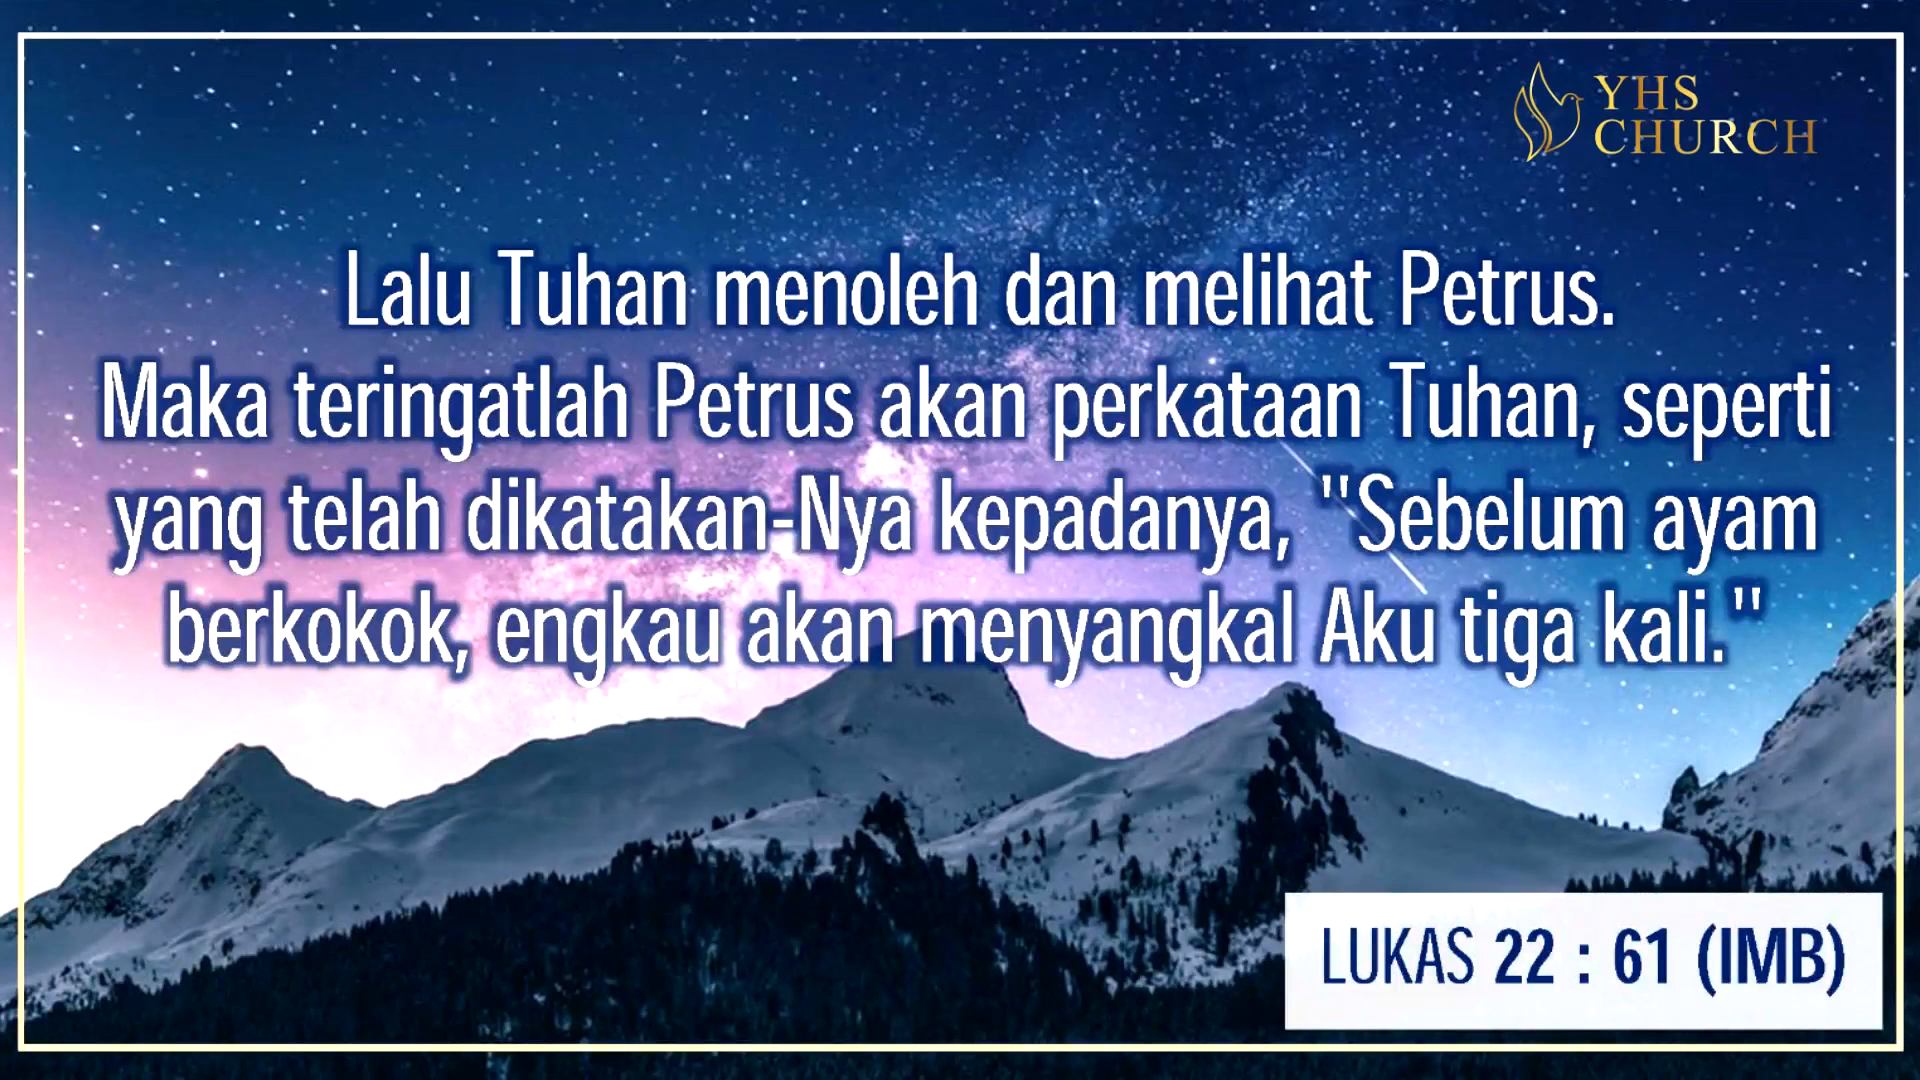 YHS
CHURCH
Lalu Tuhan menoleh dan melihat Petrus.
Maka teringatlah Petrus akan perkataan Tuhan, seperti
yang telah dikatakan-Nya kepadanya, "Sebelum ayam
berkokok, engkau akan menyangkal Aku tiga kali."
LUKAS 22 : 61 (IMB)